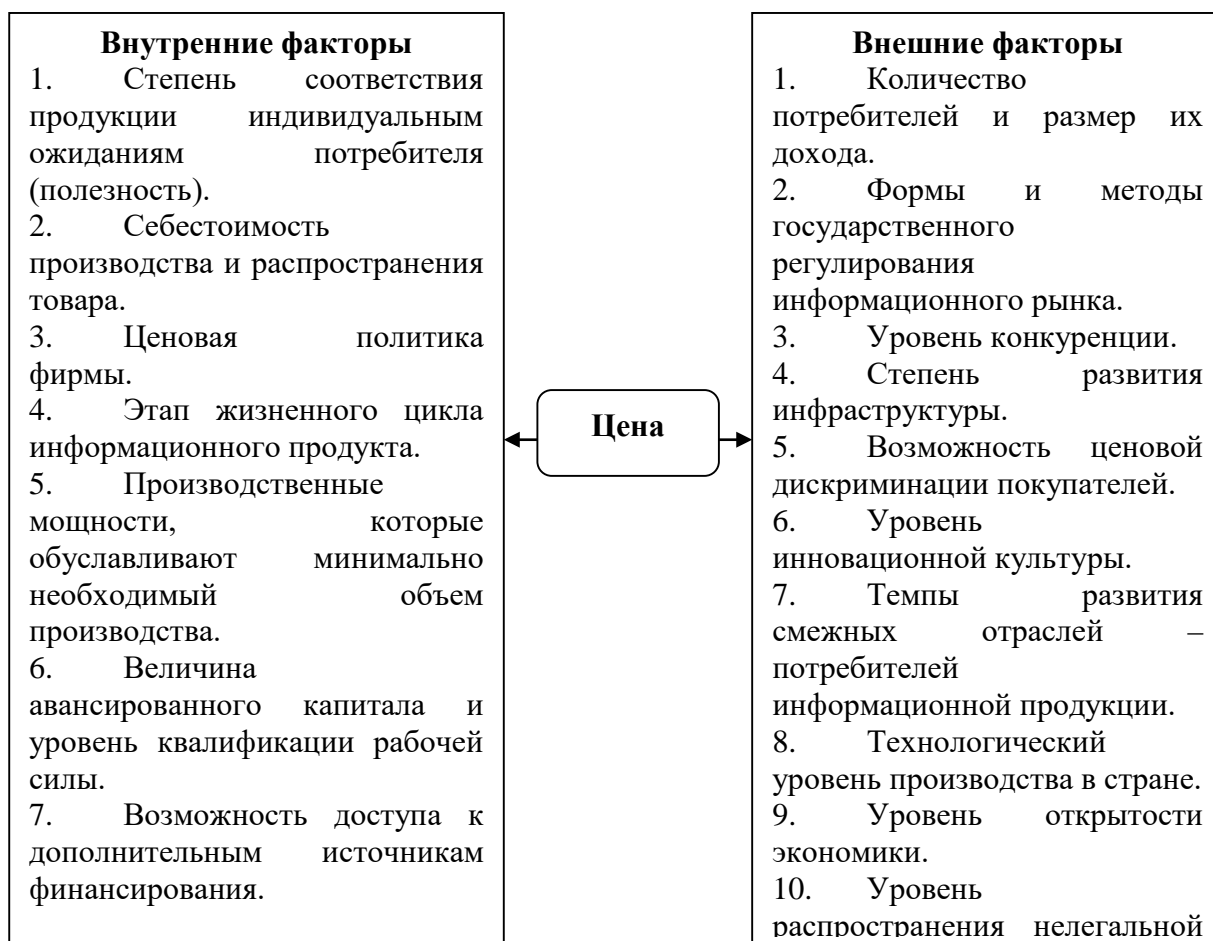 Внутренние факторы
1. Степень соответствия
продукции индивидуальным
ожиданиям потребителя
(полезность).
2. Себестоимость
производства и распространения
товара.
3. Ценовая политика
фирмы.
4. Этап жизненного цикла
информационного продукта.
5. Производственные
мощности, которые
обуславливают минимально
необходимый объем
производства.
6. Величина
авансированного капитала и
уровень квалификации рабочей
силы.
7. Возможность доступа к
дополнительным источникам
финансирования.
Цена
Внешние факторы
1. Количество
потребителей и размер их
дохода.
2. Формы и методы
государственного
регулирования
информационного рынка.
3. Уровень конкуренции.
4. Степень развития
инфраструктуры.
5. Возможность ценовой
дискриминации покупателей.
6. Уровень
инновационной культуры.
7. Темпы развития
смежных отраслей –
потребителей
информационной продукции.
8. Технологический
уровень производства в стране.
9. Уровень открытости
экономики.
10. Уровень
распространения нелегальной